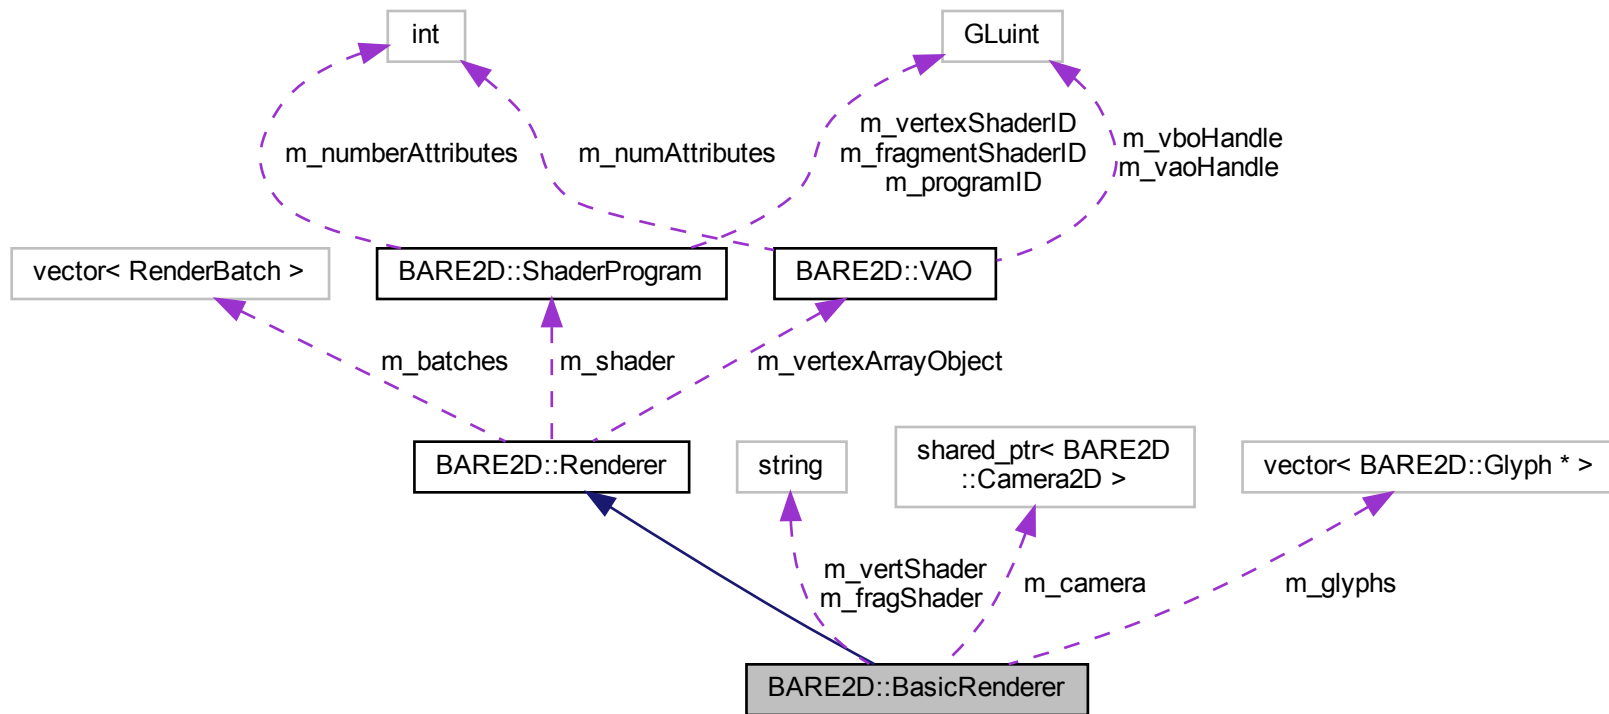 int
GLuint
m_numberAttributes
m_numAttributes
m_vertexShaderID
m_fragmentShaderID
m_programID
m_vboHandle
m_vaoHandle
vector< RenderBatch >
BARE2D::ShaderProgram
BARE2D::VAO
m_batches
m_shader
m_vertexArrayObject
BARE2D::Renderer
string
shared_ptr< BARE2D
::Camera2D >
vector< BARE2D::Glyph * >
m_vertShader
m_fragShader
m_camera
m_glyphs
BARE2D::BasicRenderer